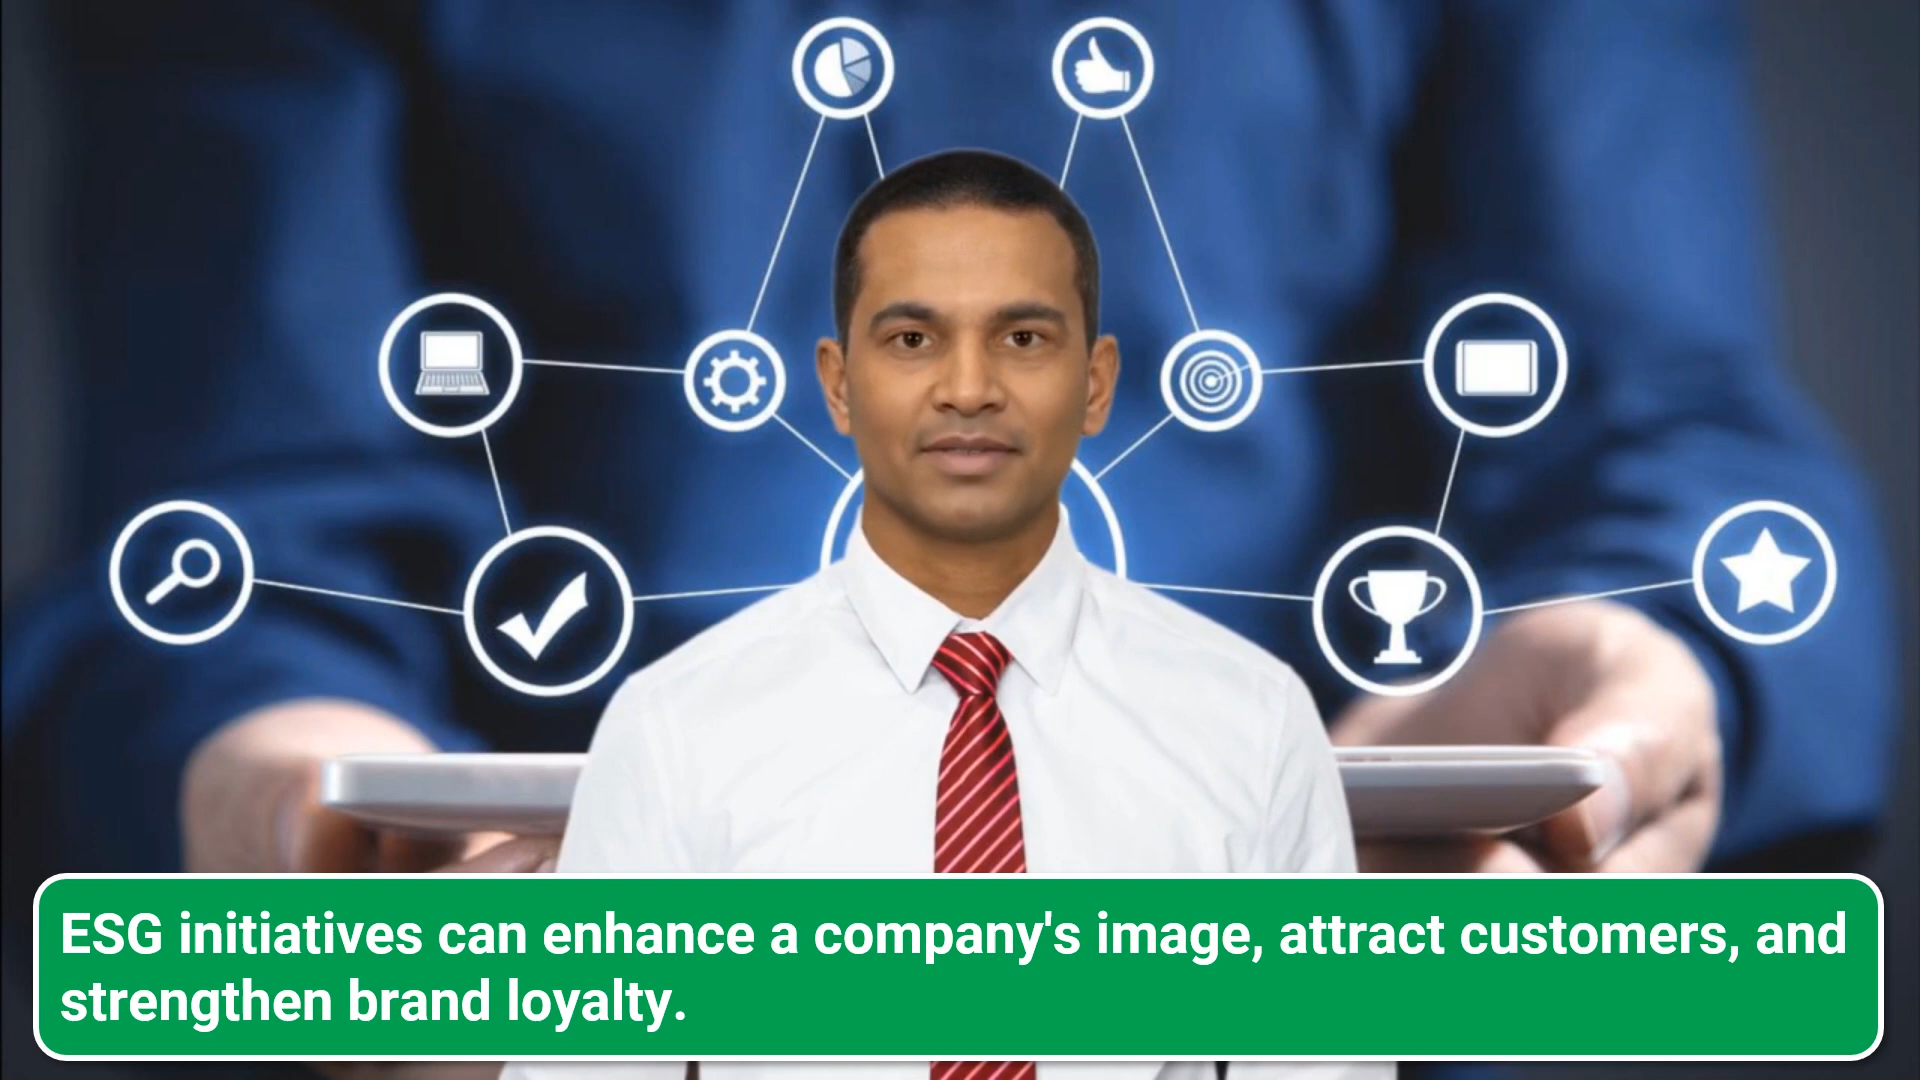 ESG initiatives can enhance a company's image, attract customers, and
strengthen brand loyalty.